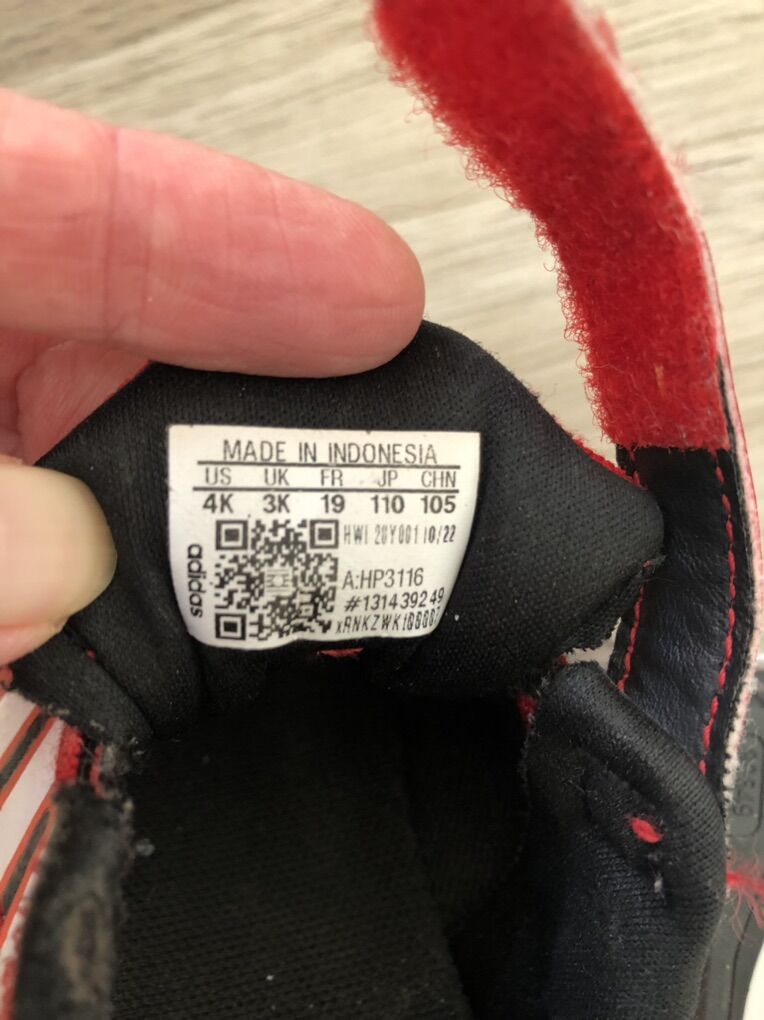 MADE IN INDONESIA
US UK FR JP CHN
4K 3K 19 110 105
HWI 20Y001 10/22
A:HP3116
#131439249
adidas